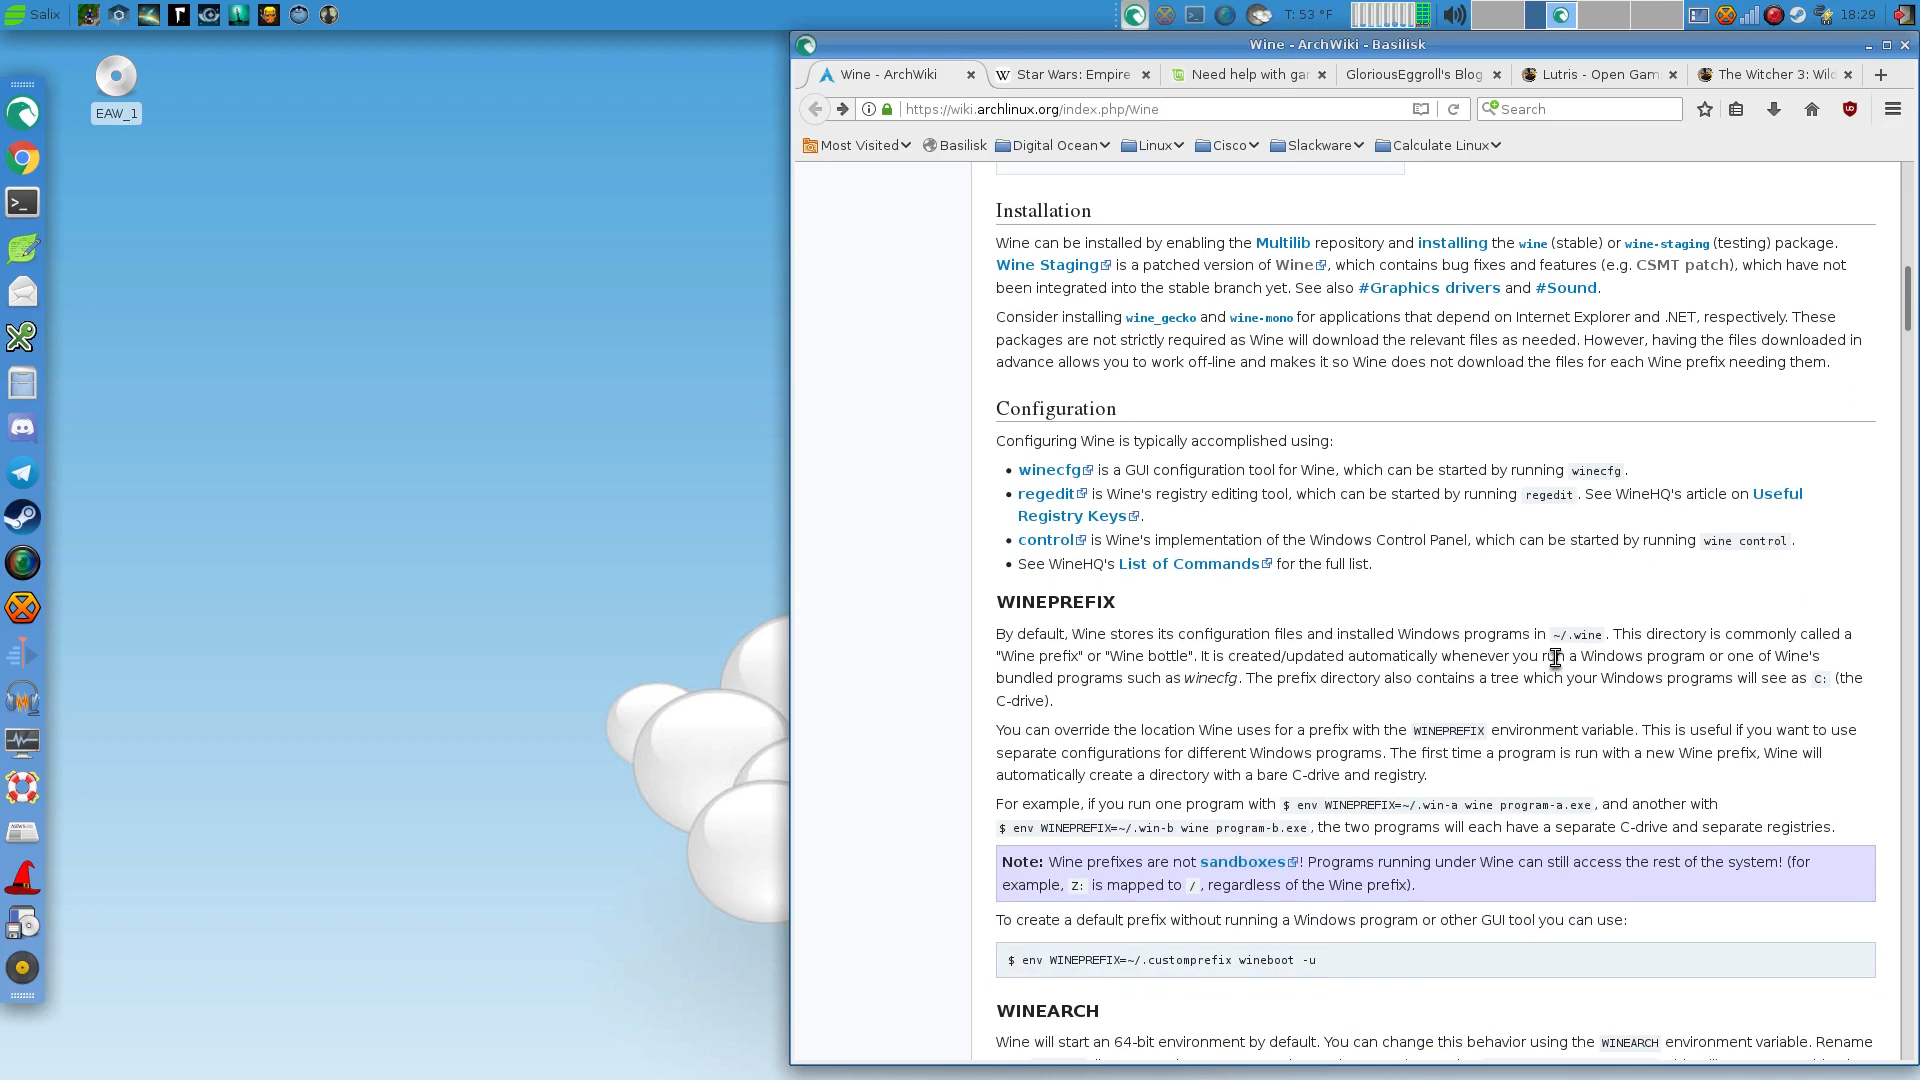 Salix
T: 53 °F
18:29
EAW_1
Wine - ArchWiki - Basilisk
Wine - ArchWiki
Star Wars: Empire
Need help with gar
GloriousEggroll's Blog
Lutris - Open Gam
The Witcher 3: Wild
https://wiki.archlinux.org/index.php/Wine
Search
Most Visited
Basilisk
Digital Ocean
Linux
Cisco
Slackware
Calculate Linux
Installation
Wine can be installed by enabling the Multilib repository and installing the wine (stable) or wine-staging (testing) package.
Wine Staging is a patched version of Wine, which contains bug fixes and features (e.g. CSMT patch), which have not
been integrated into the stable branch yet. See also #Graphics drivers and #Sound.
Consider installing wine_gecko and wine-mono for applications that depend on Internet Explorer and .NET, respectively. These
packages are not strictly required as Wine will download the relevant files as needed. However, having the files downloaded in
advance allows you to work off-line and makes it so Wine does not download the files for each Wine prefix needing them.
Configuration
Configuring Wine is typically accomplished using:
• winecfg is a GUI configuration tool for Wine, which can be started by running winecfg.
• regedit is Wine's registry editing tool, which can be started by running regedit. See WineHQ's article on Useful
Registry Keys.
• control is Wine's implementation of the Windows Control Panel, which can be started by running wine control.
• See WineHQ's List of Commands for the full list.
WINEPREFIX
By default, Wine stores its configuration files and installed Windows programs in ~/.wine. This directory is commonly called a
"Wine prefix" or "Wine bottle". It is created/updated automatically whenever you run a Windows program or one of Wine's
bundled programs such as winecfg. The prefix directory also contains a tree which your Windows programs will see as C: (the
C-drive).
You can override the location Wine uses for a prefix with the WINEPREFIX environment variable. This is useful if you want to use
separate configurations for different Windows programs. The first time a program is run with a new Wine prefix, Wine will
automatically create a directory with a bare C-drive and registry.
For example, if you run one program with $ env WINEPREFIX=~/.win-a wine program-a.exe, and another with
$ env WINEPREFIX=~/.win-b wine program-b.exe, the two programs will each have a separate C-drive and separate registries.
Note: Wine prefixes are not sandboxes! Programs running under Wine can still access the rest of the system! (for
example, Z: is mapped to /, regardless of the Wine prefix).
To create a default prefix without running a Windows program or other GUI tool you can use:
$ env WINEPREFIX=~/.customprefix wineboot -u
WINEARCH
Wine will start an 64-bit environment by default. You can change this behavior using the WINEARCH environment variable. Rename